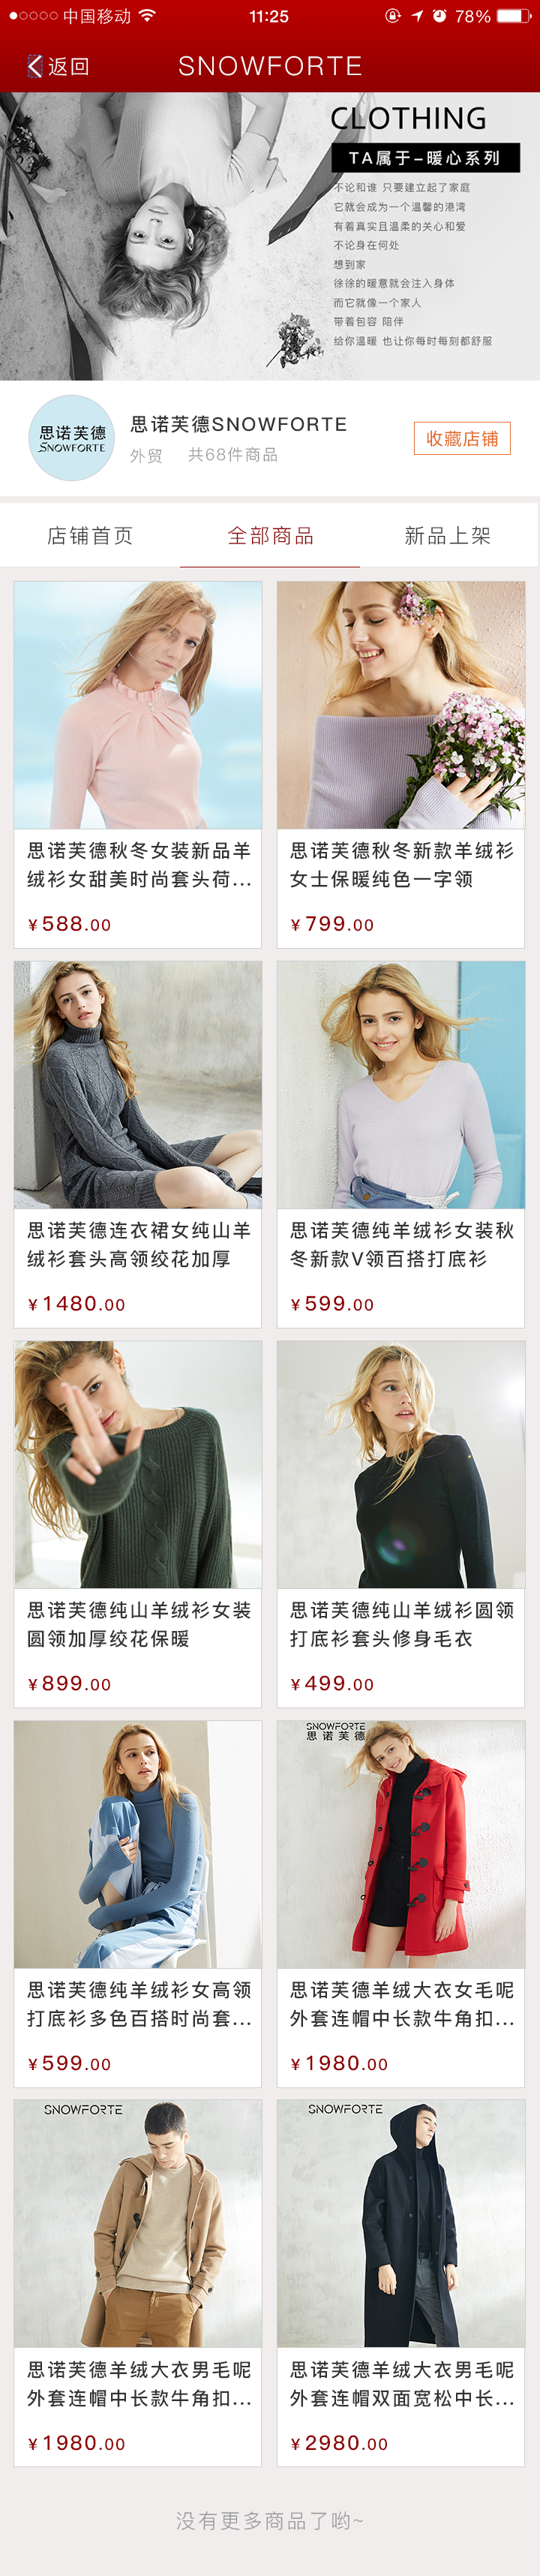 中国移动 11:25 78%
返回 SNOWFORTE
CLOTHING
TA属于-暖心系列
不论和谁 只要建立起了家庭
它就会成为一个温馨的港湾
有着真实且温柔的关心和爱
不论身在何处
想到家
徐徐的暖意就会注入身体
而它就像一个家人
带着包容 陪伴
给你温暖 也让你每时每刻都舒服
思诺芙德
SNOWFORTE
思诺芙德SNOWFORTE
外贸 共68件商品
收藏店铺
店铺首页 全部商品 新品上架
思诺芙德秋冬女装新品羊
绒衫女甜美时尚套头荷...
¥588.00
思诺芙德秋冬新款羊绒衫
女士保暖纯色一字领
¥799.00
思诺芙德连衣裙女纯山羊
绒衫套头高领绞花加厚
¥1480.00
思诺芙德纯羊绒衫女装秋
冬新款V领百搭打底衫
¥599.00
思诺芙德纯山羊绒衫女装
圆领加厚绞花保暖
¥899.00
思诺芙德纯山羊绒衫圆领
打底衫套头修身毛衣
¥499.00
思诺芙德纯羊绒衫女高领
打底衫多色百搭时尚套...
¥599.00
SNOWFORTE
思诺芙德
思诺芙德羊绒大衣女毛呢
外套连帽中长款牛角扣...
¥1980.00
SNOWFORTE
思诺芙德羊绒大衣男毛呢
外套连帽中长款牛角扣...
¥1980.00
SNOWFORTE
思诺芙德羊绒大衣男毛呢
外套连帽双面宽松中长...
¥2980.00
没有更多商品了哟~